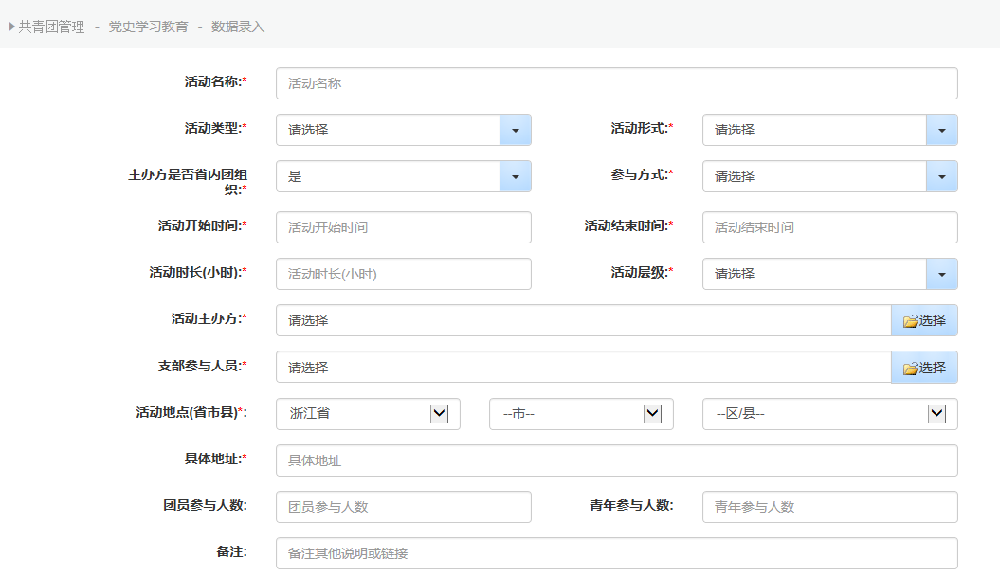 共青团管理 - 党史学习教育 - 数据录入
活动名称:* 活动名称
活动类型:* 请选择 活动形式:* 请选择
主办方是否省内团组
织:* 是 参与方式:* 请选择
活动开始时间:* 活动开始时间 活动结束时间:* 活动结束时间
活动时长(小时):* 活动时长(小时) 活动层级:* 请选择
活动主办方:* 请选择 选择
支部参与人员:* 请选择 选择
活动地点(省市县)*: 浙江省 --市-- --区/县--
具体地址:* 具体地址
团员参与人数: 团员参与人数 青年参与人数: 青年参与人数
备注: 备注其他说明或链接